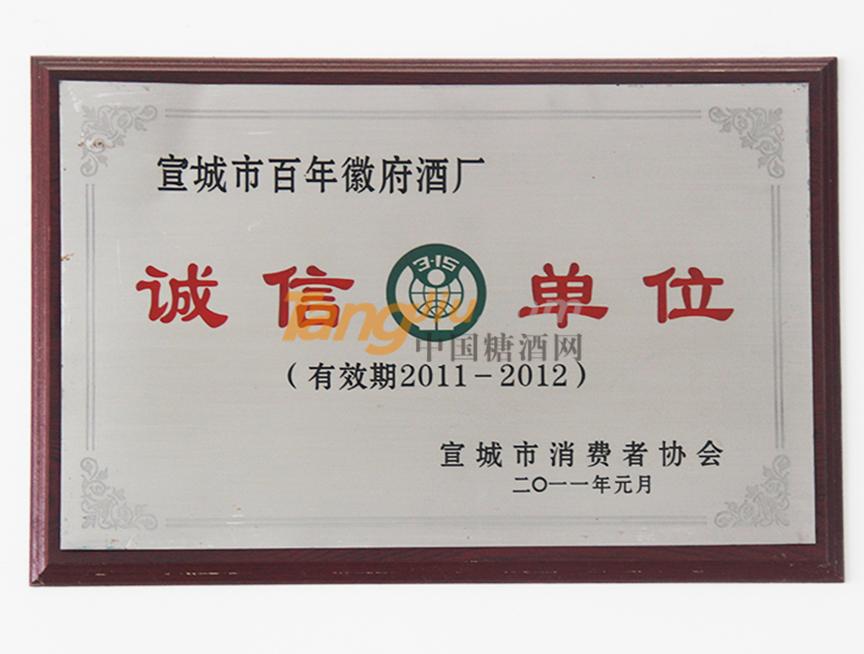 宣城市百年徽府酒厂
诚信 3·15 单位
中国糖酒网
（有效期2011－2012）
宣城市消费者协会
二〇一一年元月